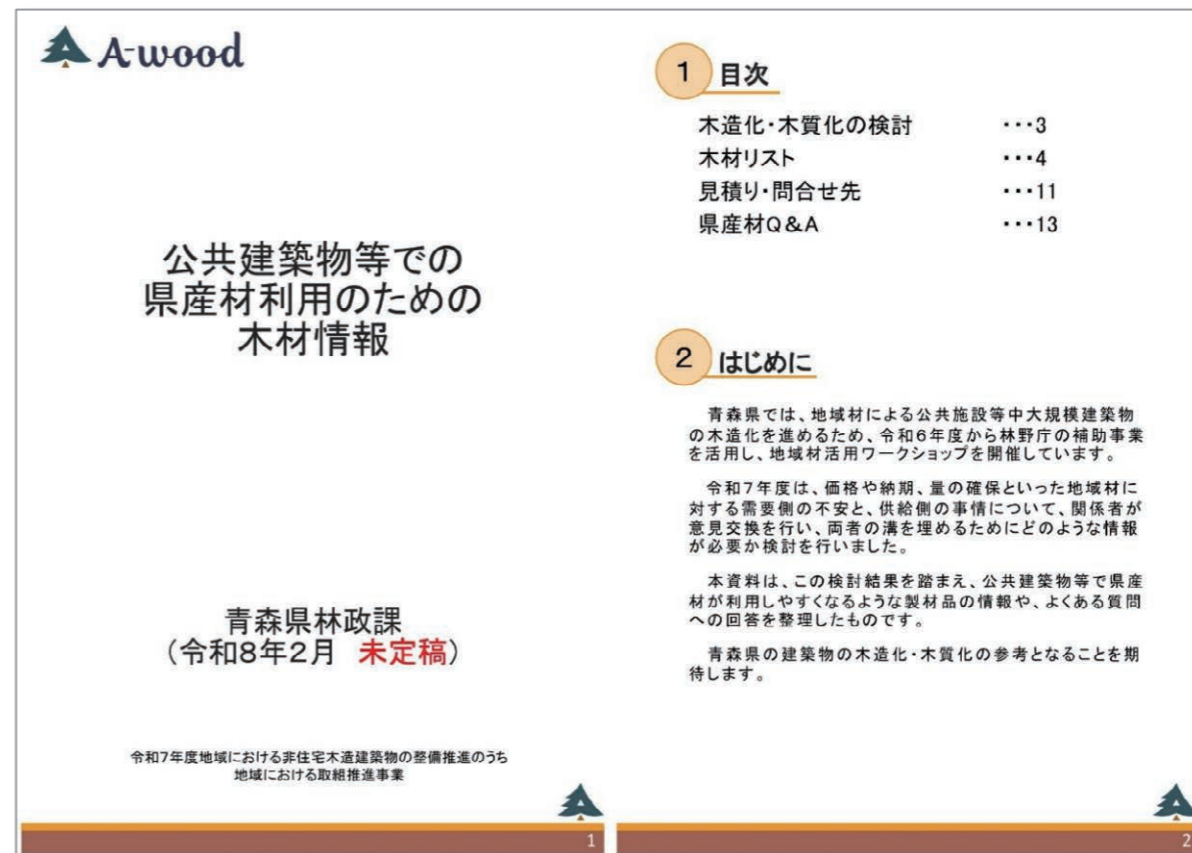 A-wood
公共建築物等での
県産材利用のための
木材情報
青森県林政課
(令和8年2月 未定稿)
令和7年度地域における非住宅木造建築物の整備推進のうち
地域における取組推進事業
1
1 目次
木造化・木質化の検討 ・・・3
木材リスト ・・・4
見積り・問合せ先 ・・・11
県産材Q&A ・・・13
2 はじめに
青森県では、地域材による公共施設等中大規模建築物
の木造化を進めるため、令和6年度から林野庁の補助事業
を活用し、地域材活用ワークショップを開催しています。
令和7年度は、価格や納期、量の確保といった地域材に
対する需要側の不安と、供給側の事情について、関係者が
意見交換を行い、両者の溝を埋めるためにどのような情報
が必要か検討を行いました。
本資料は、この検討結果を踏まえ、公共建築物等で県産
材が利用しやすくなるような製材品の情報や、よくある質問
への回答を整理したものです。
青森県の建築物の木造化・木質化の参考となることを期
待します。
2